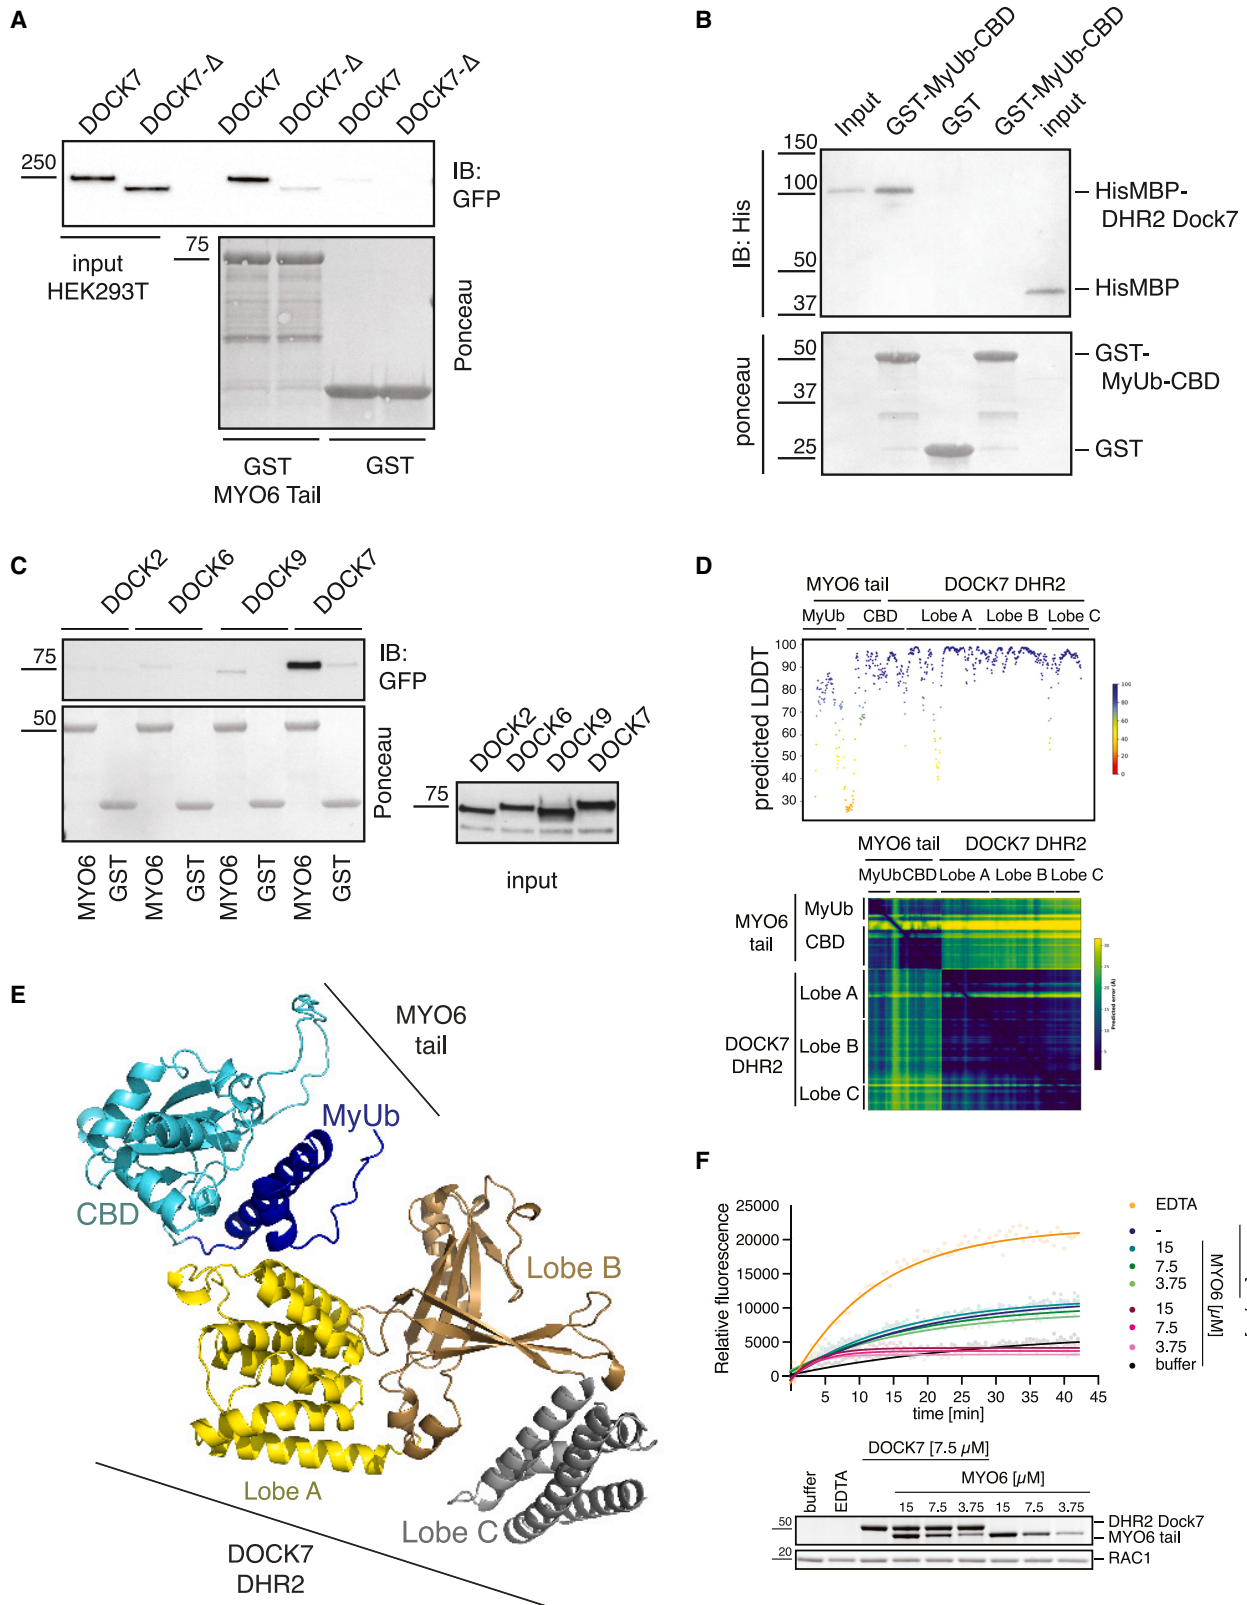 A
DOCK7
DOCK7-Δ
DOCK7
DOCK7-Δ
DOCK7
DOCK7-Δ
250
IB:
GFP
input
HEK293T
75
Ponceau
GST
MYO6 Tail
GST
B
Input
GST-MyUb-CBD
GST
GST-MyUb-CBD
input
IB: His
150
100
50
37
HisMBP-
DHR2 Dock7
HisMBP
ponceau
50
37
25
GST-
MyUb-CBD
GST
C
DOCK2
DOCK6
DOCK9
DOCK7
75
IB:
GFP
50
Ponceau
MYO6
GST
MYO6
GST
MYO6
GST
MYO6
GST
DOCK2
DOCK6
DOCK9
DOCK7
75
input
D
MYO6 tail
DOCK7 DHR2
MyUb
CBD
Lobe A
Lobe B
Lobe C
predicted LDDT
100
90
80
70
60
50
40
30
100
80
60
40
20
0
MYO6 tail
DOCK7 DHR2
MyUb
CBD
Lobe A
Lobe B
Lobe C
MYO6
tail
MyUb
CBD
DOCK7
DHR2
Lobe A
Lobe B
Lobe C
Predicted error (Å)
E
MYO6
tail
MyUb
CBD
Lobe B
Lobe A
Lobe C
DOCK7
DHR2
F
Relative fluorescence
25000
20000
15000
10000
5000
0
5
10
15
20
25
30
35
40
45
time [min]
EDTA
-
15
7.5
3.75
15
7.5
3.75
buffer
MYO6 [µM]
DOCK7 [7.5 µM]
buffer
EDTA
MYO6 [µM]
15
7.5
3.75
15
7.5
3.75
50
DHR2 Dock7
MYO6 tail
20
RAC1